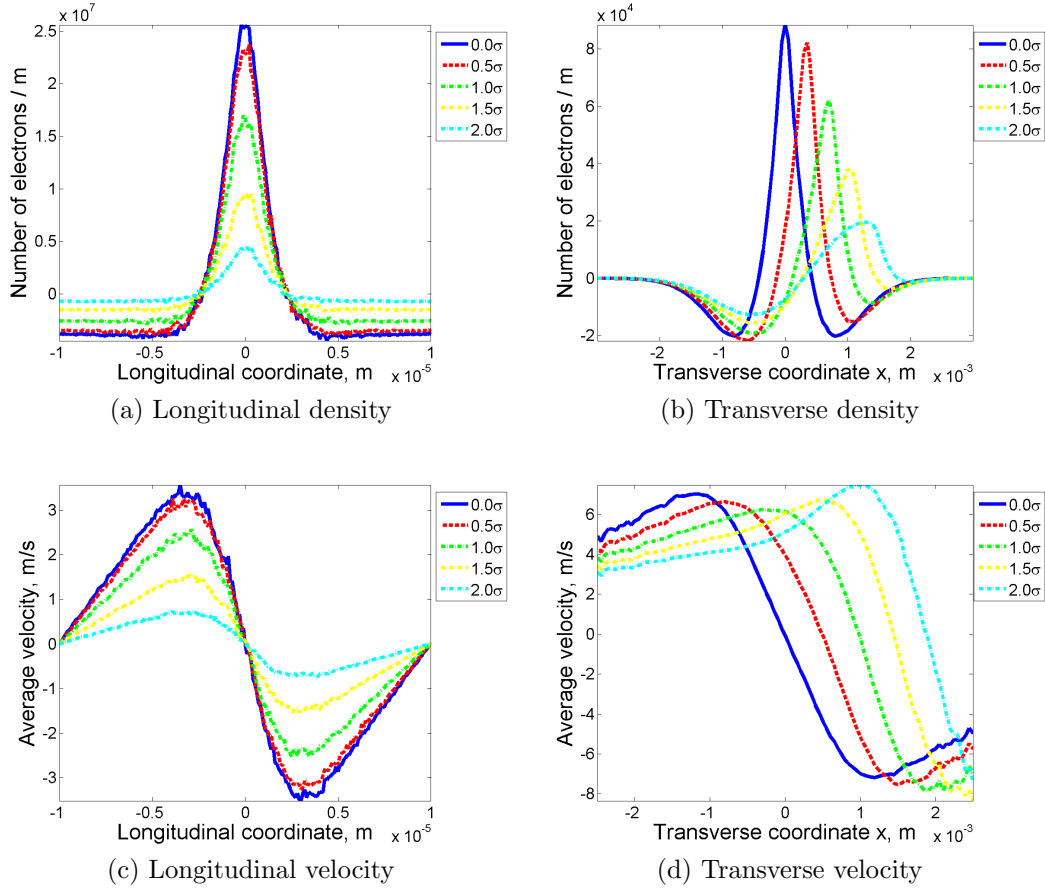 x 10^7
2.5
2
1.5
1
0.5
0
Number of electrons / m
-1
-0.5
0
0.5
1
Longitudinal coordinate, m
x 10^-5
0.0σ
0.5σ
1.0σ
1.5σ
2.0σ
(a) Longitudinal density
x 10^4
8
6
4
2
0
-2
Number of electrons / m
-2
-1
0
1
2
Transverse coordinate x, m
x 10^-3
0.0σ
0.5σ
1.0σ
1.5σ
2.0σ
(b) Transverse density
3
2
1
0
-1
-2
-3
Average velocity, m/s
-1
-0.5
0
0.5
1
Longitudinal coordinate, m
x 10^-5
0.0σ
0.5σ
1.0σ
1.5σ
2.0σ
(c) Longitudinal velocity
6
4
2
0
-2
-4
-6
-8
Average velocity, m/s
-2
-1
0
1
2
Transverse coordinate x, m
x 10^-3
0.0σ
0.5σ
1.0σ
1.5σ
2.0σ
(d) Transverse velocity